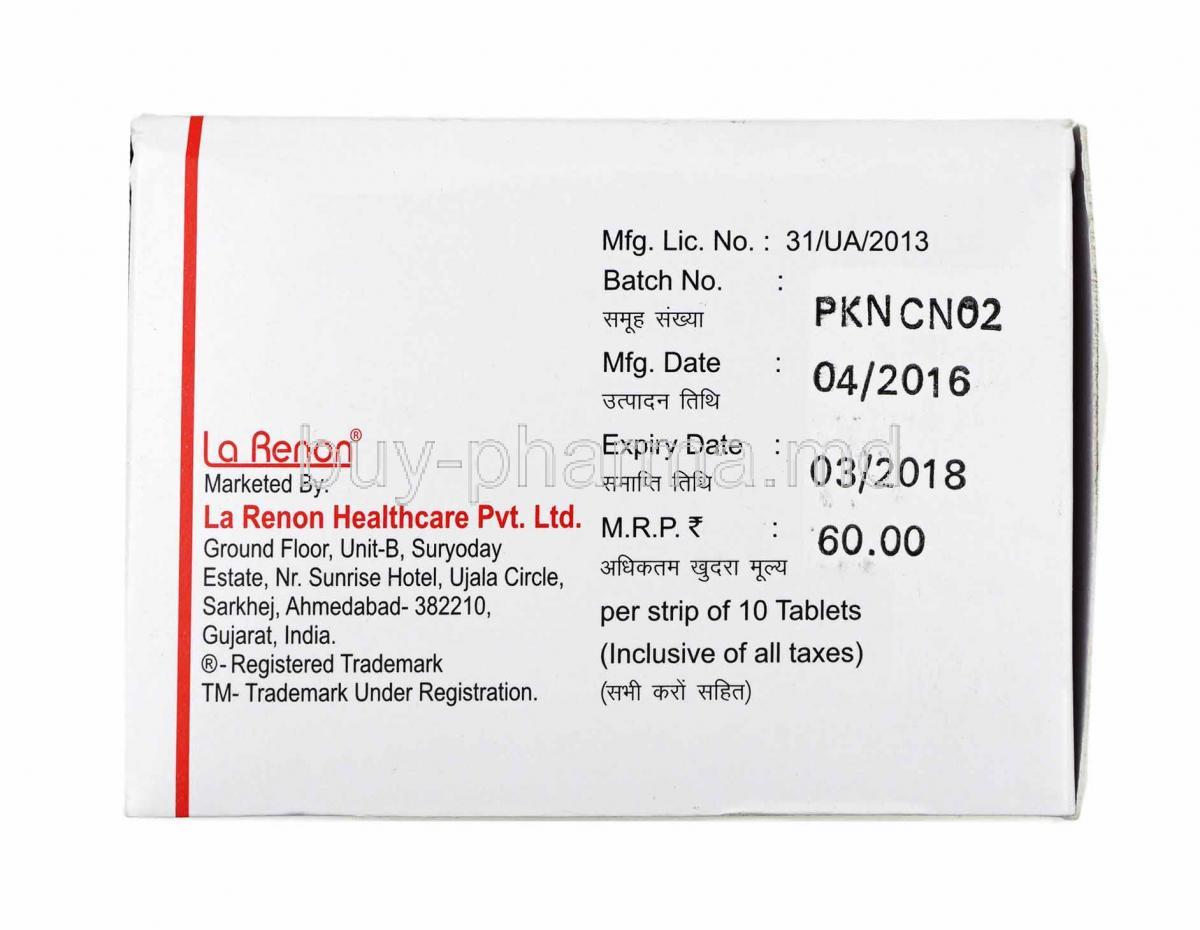 Mfg. Lic. No. : 31/UA/2013
Batch No. :
समूह संख्या
PKNCN02
Mfg. Date :
04/2016
उत्पादन तिथि
Expiry Date :
03/2018
समाप्ति तिथि
M.R.P. ₹ :
60.00
अधिकतम खुदरा मूल्य
per strip of 10 Tablets
(Inclusive of all taxes)
(सभी करों सहित)
La Renon®
Marketed By:
La Renon Healthcare Pvt. Ltd.
Ground Floor, Unit-B, Suryoday
Estate, Nr. Sunrise Hotel, Ujala Circle,
Sarkhej, Ahmedabad- 382210,
Gujarat, India.
®- Registered Trademark
TM- Trademark Under Registration.
buy-pharma.md